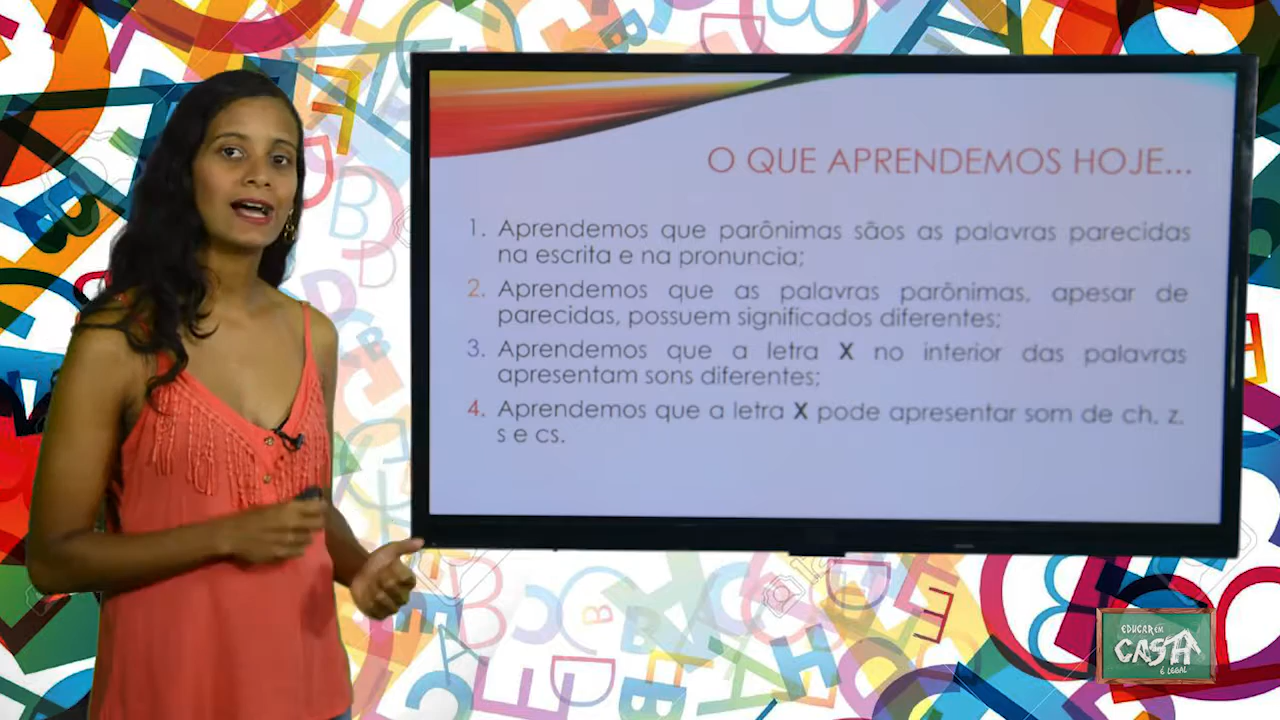 O QUE APRENDEMOS HOJE...
1. Aprendemos que parônimas sãos as palavras parecidas
na escrita e na pronuncia;
2. Aprendemos que as palavras parônimas, apesar de
parecidas, possuem significados diferentes;
3. Aprendemos que a letra X no interior das palavras
apresentam sons diferentes;
4. Aprendemos que a letra X pode apresentar som de ch, z,
s e cs.
EDUCAR EM
CASA
É LEGAL